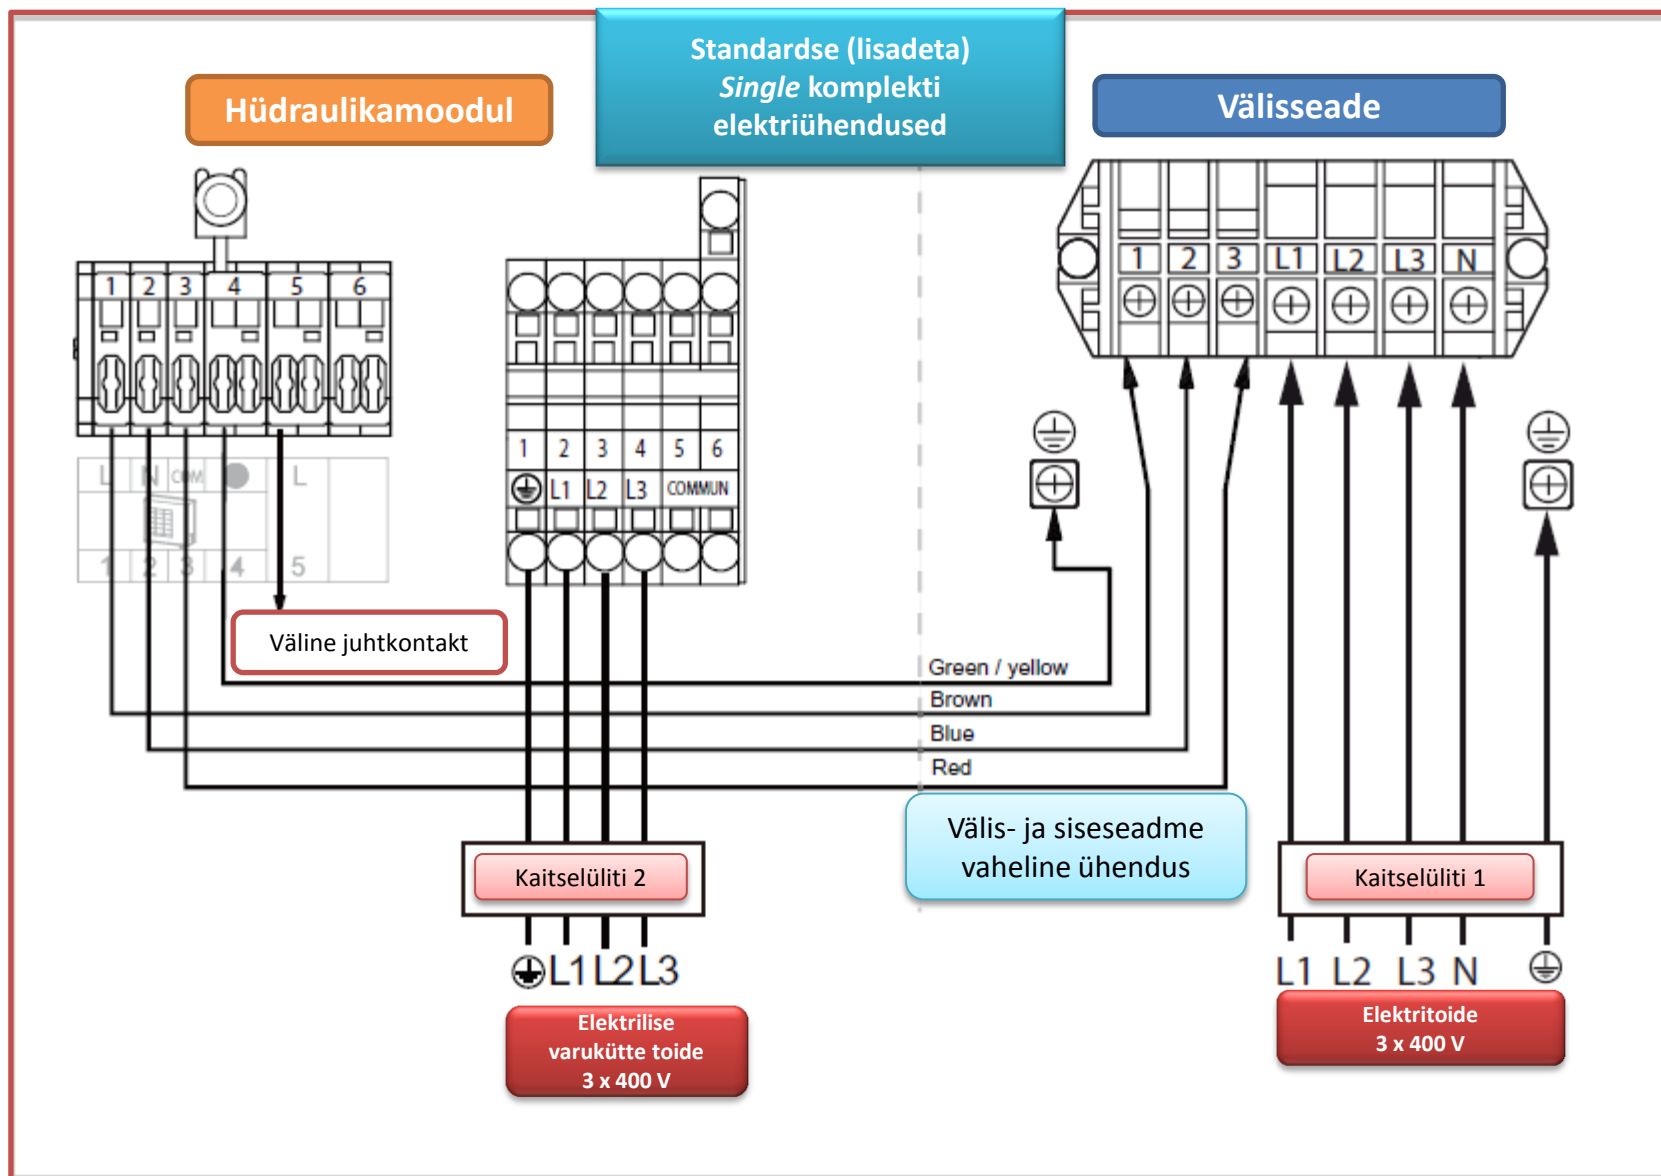 Standardse (lisadeta)
Single komplekti
elektriühendused
Hüdraulikamoodul
Välisseade
1 2 3 4 5 6
1 2 3 L1 L2 L3 N
L N COM L
1 2 3 4 5
1 2 3 4 5 6
L1 L2 L3 COMMUN
Väline juhtkontakt
Green / yellow
Brown
Blue
Red
Välis- ja siseseadme
vaheline ühendus
Kaitselüliti 2
Kaitselüliti 1
L1 L2 L3
L1 L2 L3 N
Elektrilise
varukütte toide
3 x 400 V
Elektritoide
3 x 400 V